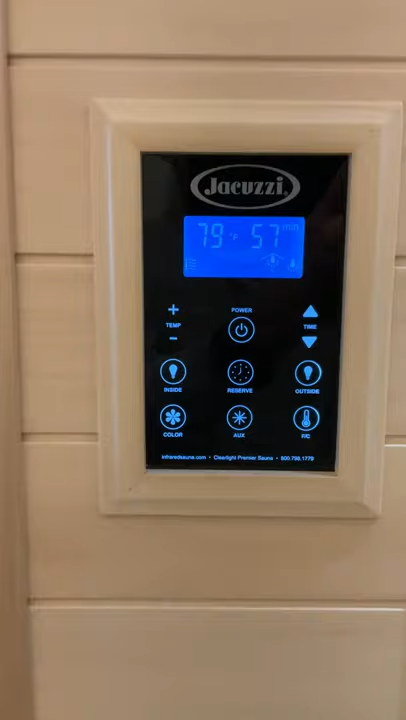 Jacuzzi®
79 °F 57 min
POWER
+
TEMP
-
TIME
INSIDE
RESERVE
OUTSIDE
COLOR
AUX
F/C
infraredsauna.com • Clearlight Premier Sauna • 800.798.1779